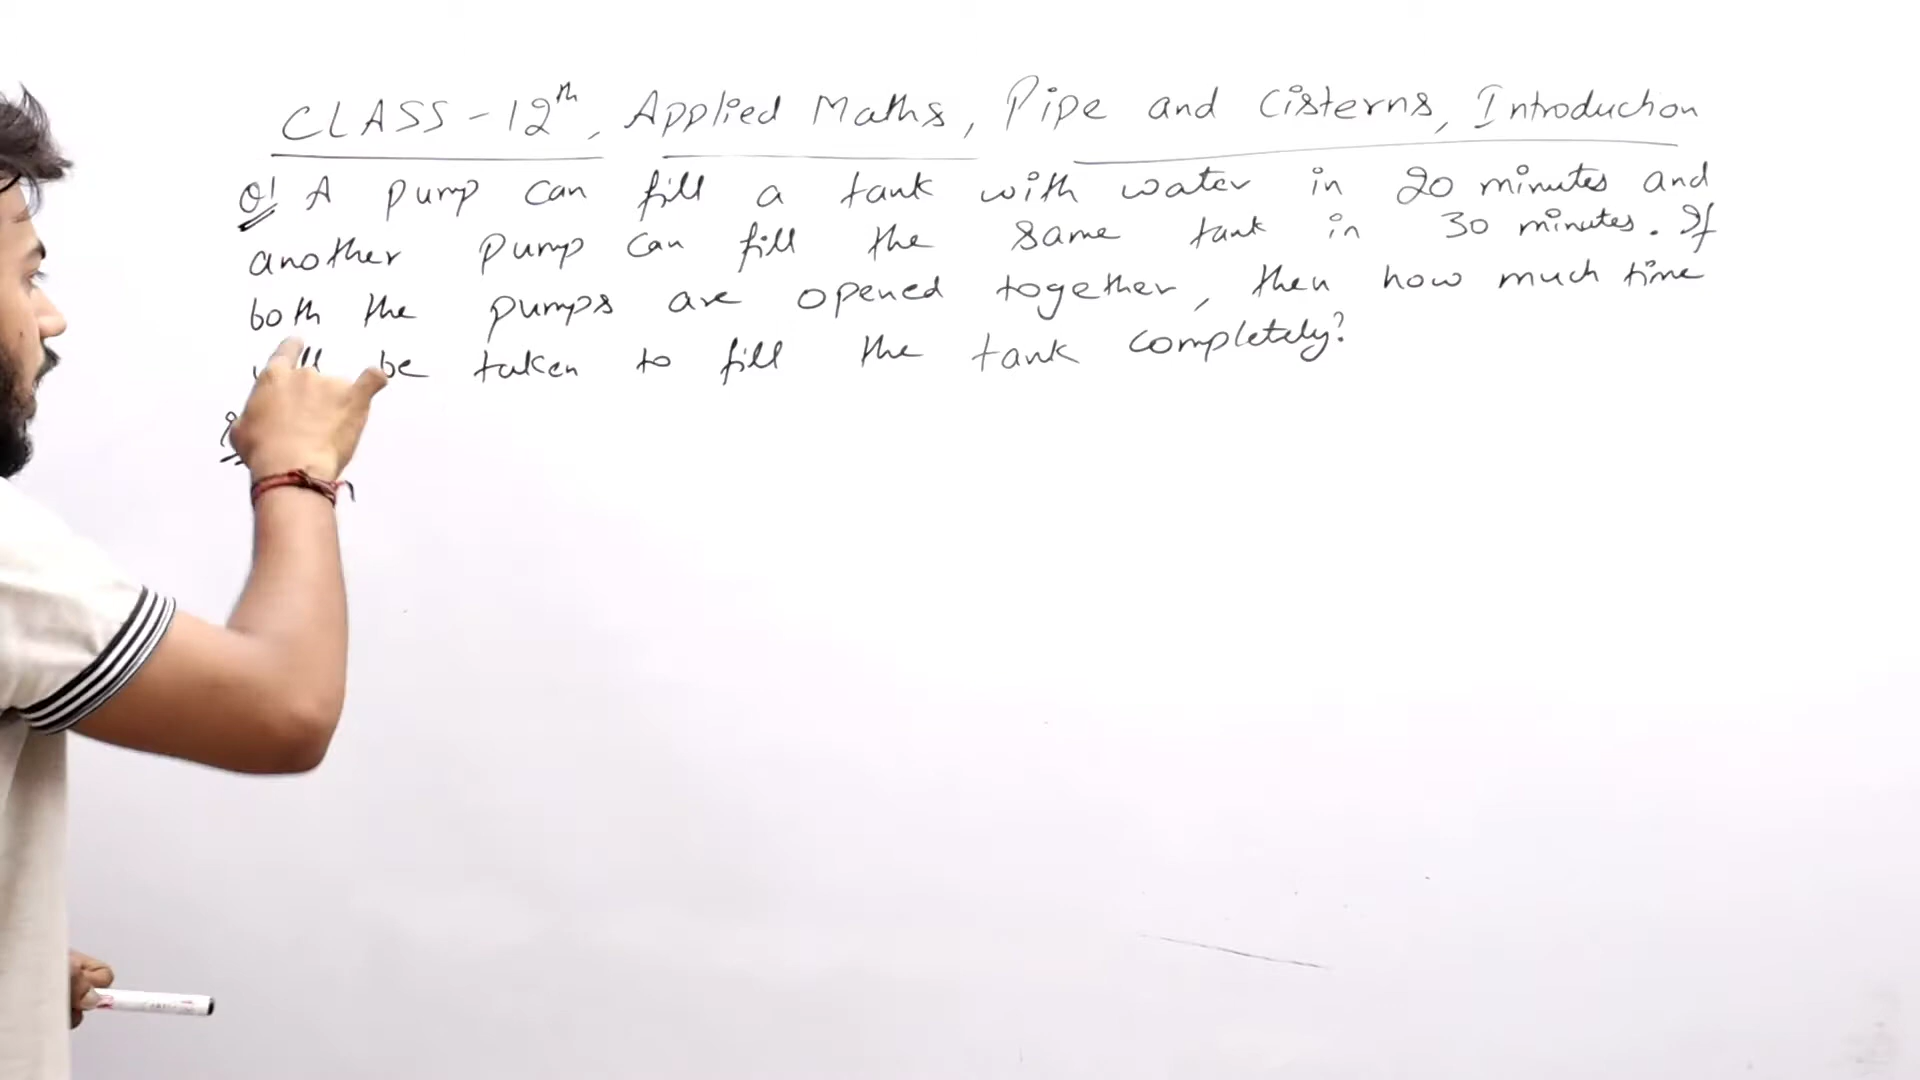 CLASS-12th, Applied Maths, Pipe and Cisterns, Introduction
Q1 A pump can fill a tank with water in 20 minutes and
another pump can fill the same tank in 30 minutes. If
both the pumps are opened together, then how much time
be taken to fill the tank completely?